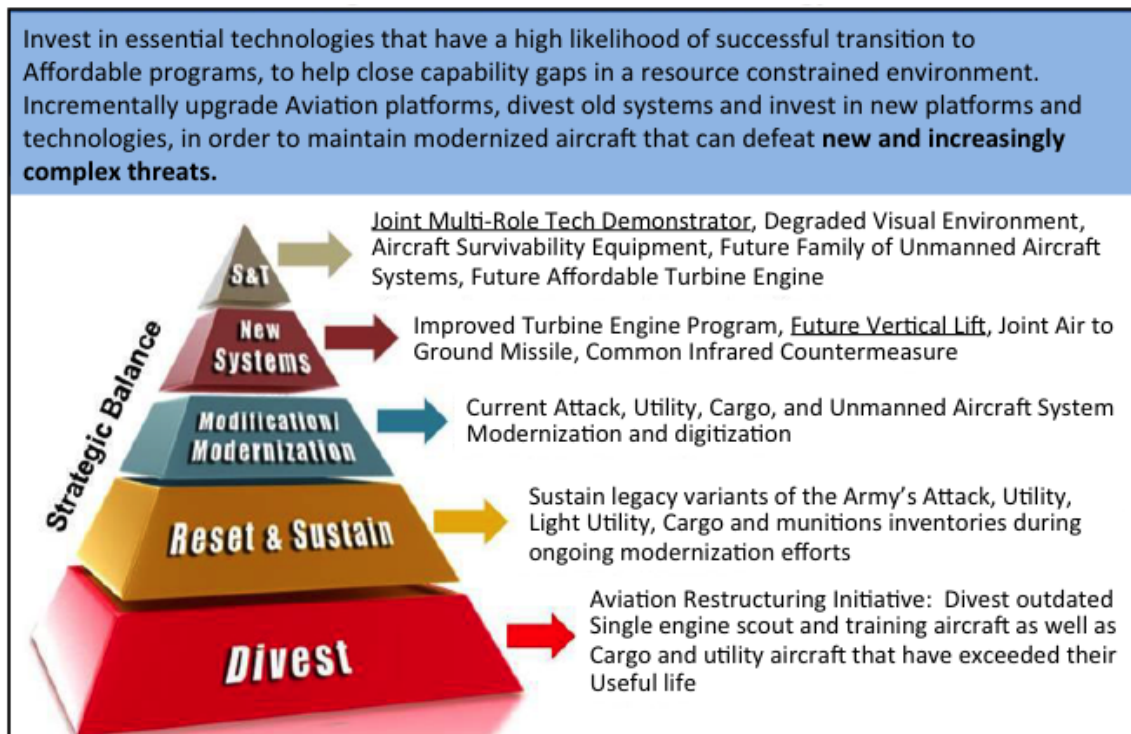 Invest in essential technologies that have a high likelihood of successful transition to
Affordable programs, to help close capability gaps in a resource constrained environment.
Incrementally upgrade Aviation platforms, divest old systems and invest in new platforms and
technologies, in order to maintain modernized aircraft that can defeat new and increasingly
complex threats.
Strategic Balance
S&T
Joint Multi-Role Tech Demonstrator, Degraded Visual Environment,
Aircraft Survivability Equipment, Future Family of Unmanned Aircraft
Systems, Future Affordable Turbine Engine
New
Systems
Improved Turbine Engine Program, Future Vertical Lift, Joint Air to
Ground Missile, Common Infrared Countermeasure
Modification/
Modernization
Current Attack, Utility, Cargo, and Unmanned Aircraft System
Modernization and digitization
Reset & Sustain
Sustain legacy variants of the Army's Attack, Utility,
Light Utility, Cargo and munitions inventories during
ongoing modernization efforts
Divest
Aviation Restructuring Initiative: Divest outdated
Single engine scout and training aircraft as well as
Cargo and utility aircraft that have exceeded their
Useful life